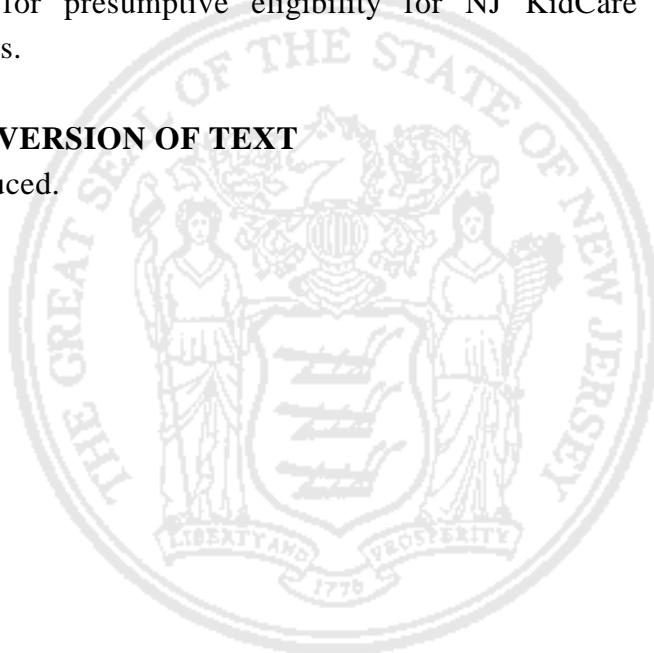 for presumptive eligibility for NJ KidCare
s.
VERSION OF TEXT
uced.
THE GREAT SEAL OF THE STATE OF NEW JERSEY
LIBERTY AND PROSPERITY
1776